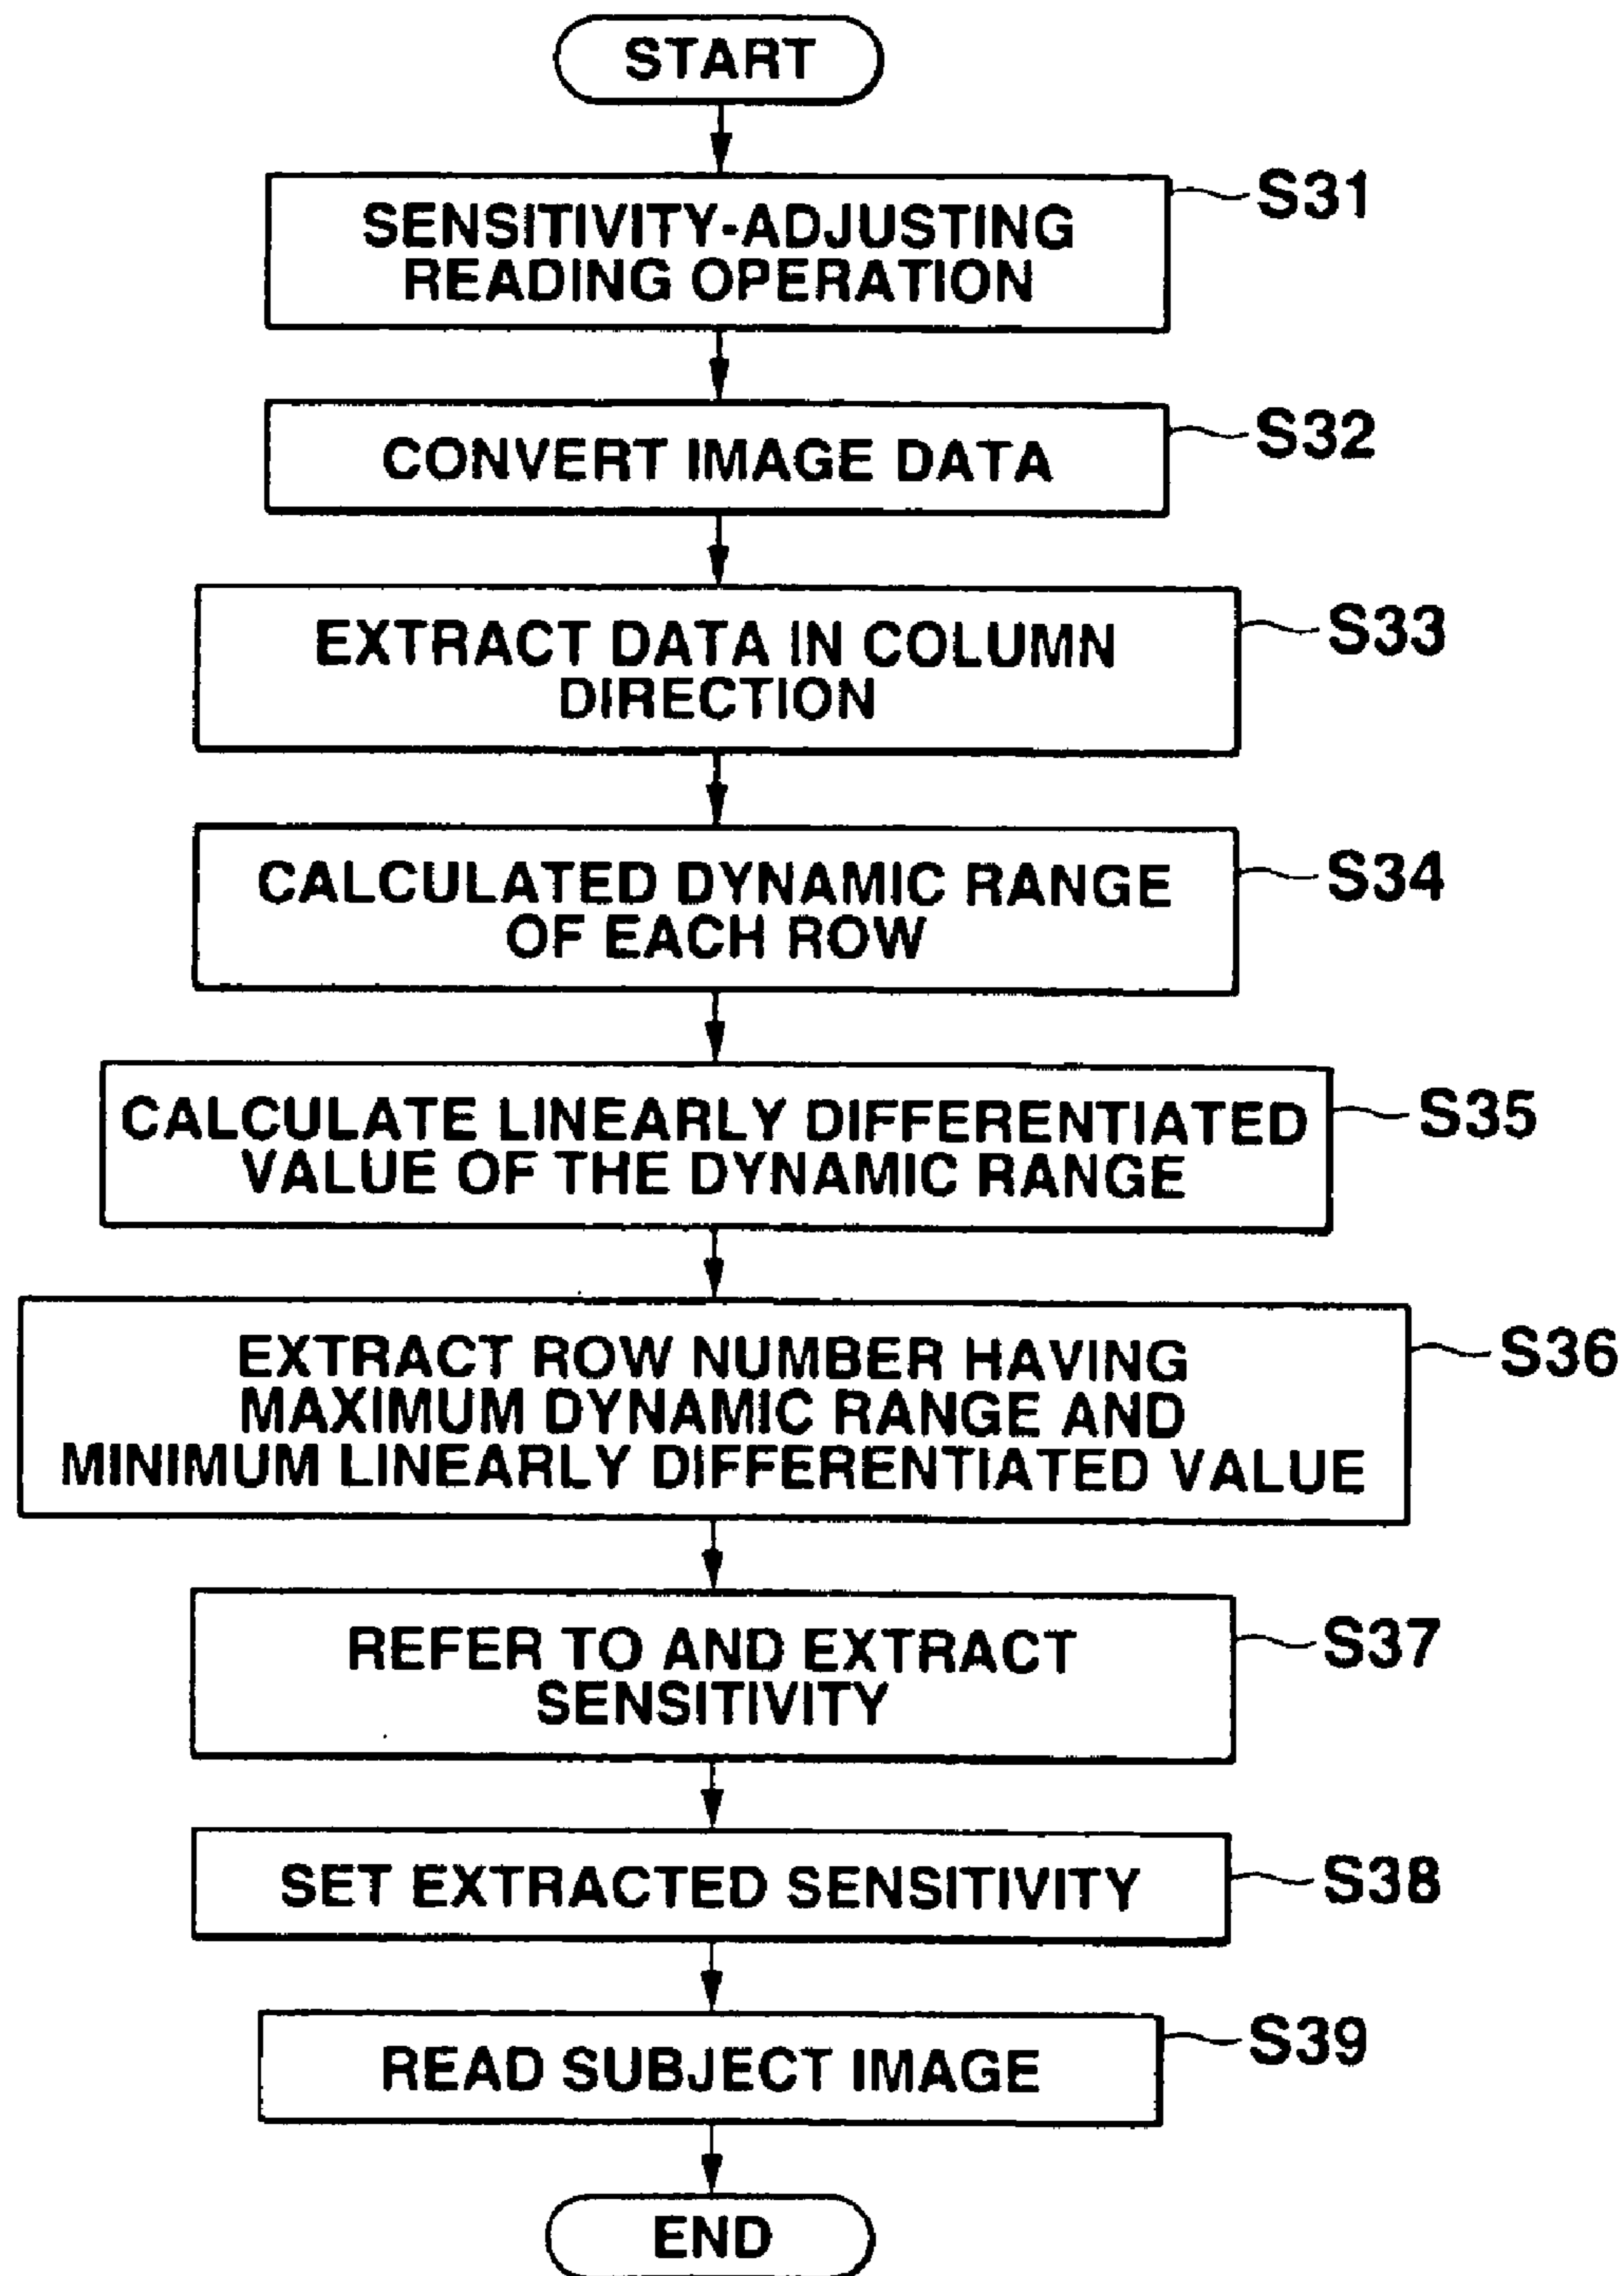 START
S31
SENSITIVITY-ADJUSTING
READING OPERATION
S32
CONVERT IMAGE DATA
S33
EXTRACT DATA IN COLUMN
DIRECTION
S34
CALCULATED DYNAMIC RANGE
OF EACH ROW
S35
CALCULATE LINEARLY DIFFERENTIATED
VALUE OF THE DYNAMIC RANGE
S36
EXTRACT ROW NUMBER HAVING
MAXIMUM DYNAMIC RANGE AND
MINIMUM LINEARLY DIFFERENTIATED VALUE
S37
REFER TO AND EXTRACT
SENSITIVITY
S38
SET EXTRACTED SENSITIVITY
S39
READ SUBJECT IMAGE
END